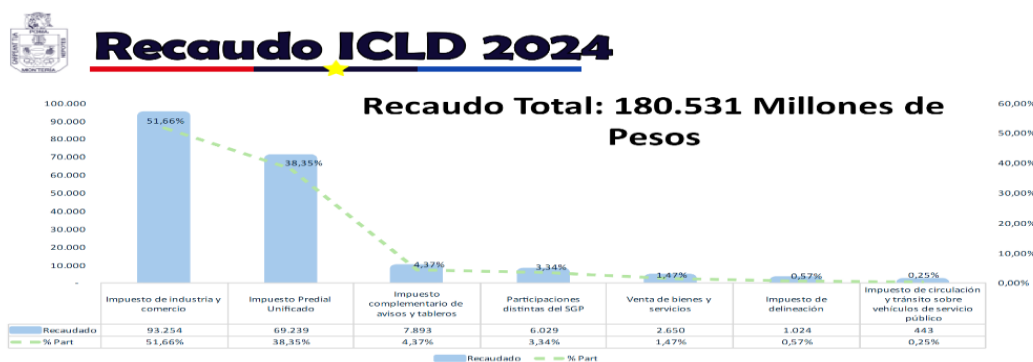 MONTERIA
Recaudo ICLD 2024
Recaudo Total: 180.531 Millones de
Pesos
100.000
90.000
80.000
70.000
60.000
50.000
40.000
30.000
20.000
10.000
-
60,00%
50,00%
40,00%
30,00%
20,00%
10,00%
0,00%
51,66%
38,35%
4,37%
3,34%
1,47%
0,57%
0,25%
Impuesto de industria y
comercio
Impuesto Predial
Unificado
Impuesto
complementario de
avisos y tableros
Participaciones
distintas del SGP
Venta de bienes y
servicios
Impuesto de
delineación
Impuesto de circulación
y tránsito sobre
vehículos de servicio
público
Recaudado 93.254 69.239 7.893 6.029 2.650 1.024 443
% Part 51,66% 38,35% 4,37% 3,34% 1,47% 0,57% 0,25%
Recaudado % Part